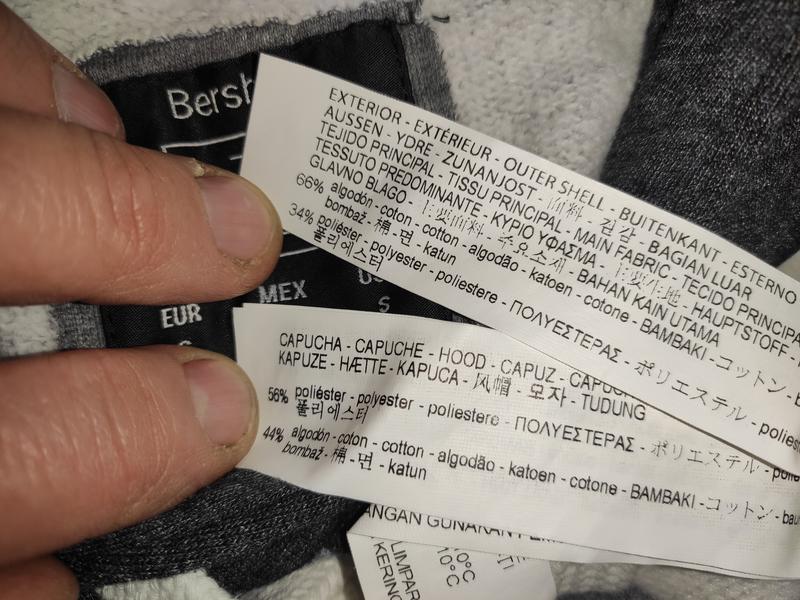 Bersh
EUR
MEX
S
EXTERIOR - EXTÉRIEUR - OUTER SHELL - BUITENKANT - ESTERNO
AUSSEN - YDRE - ZUNANJOST - 面料 - 겉감 - BAGIAN LUAR
TEJIDO PRINCIPAL - TISSU PRINCIPAL - MAIN FABRIC - TECIDO PRINCIPA
TESSUTO PREDOMINANTE - ΚΥΡΙΟ ΥΦΑΣΜΑ - HAUPTSTOFF -
GLAVNO BLAGO - 主要面料 - 주요소재 - BAHAN KAIN UTAMA
66% algodón - coton - cotton - algodão - katoen - cotone - BAMBAKI - コットン -
bombaž - 棉 - 면 - katun
34% poliéster - polyester - poliestere - ΠΟΛΥΕΣΤΕΡΑΣ - ポリエステル - polies
폴리에스터
CAPUCHA - CAPUCHE - HOOD - CAPUZ - CAPUC
KAPUZE - HÆTTE - KAPUCA - 风帽 - 모자 - TUDUNG
56% poliéster - polyester - poliestere - ΠΟΛΥΕΣΤΕΡΑΣ - ポリエステル -
폴리에스터
44% algodón - coton - cotton - algodão - katoen - cotone - BAMBAKI - コットン - bau
bombaž - 棉 - 면 - katun
ANGAN GUNAKAN
LIMPAR
KERING
10°C